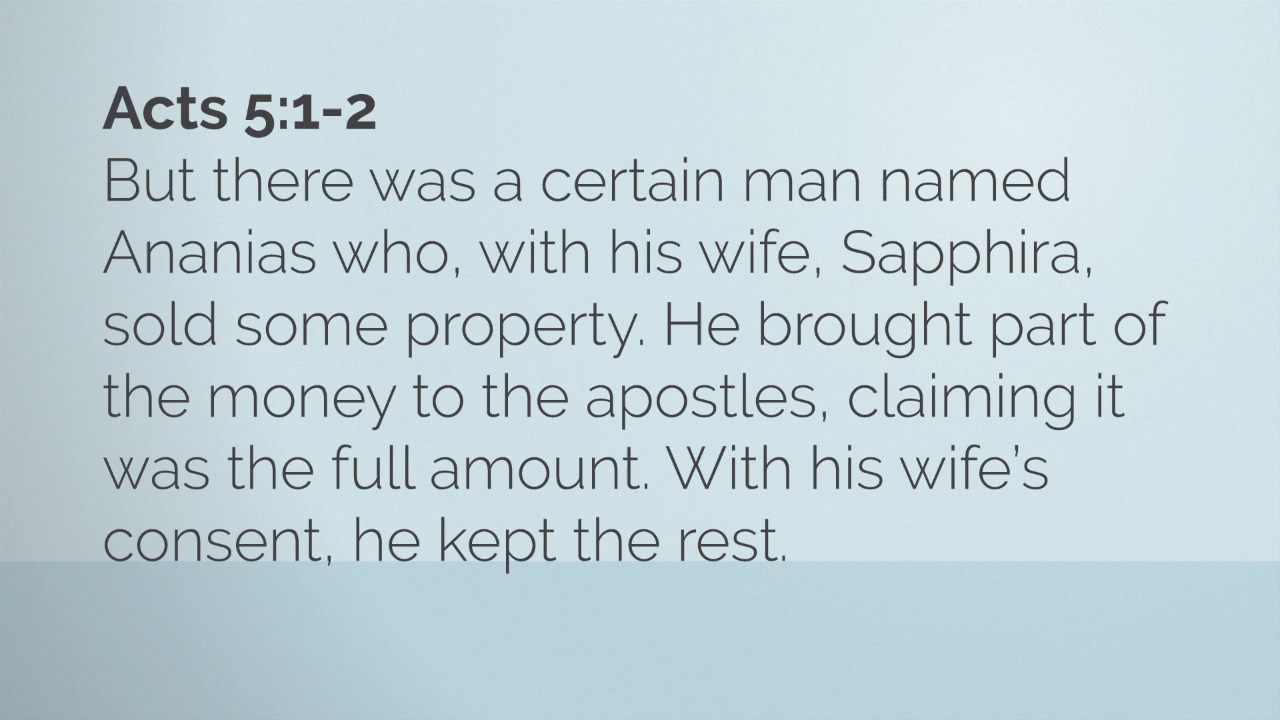 Acts 5:1-2
But there was a certain man named
Ananias who, with his wife, Sapphira,
sold some property. He brought part of
the money to the apostles, claiming it
was the full amount. With his wife’s
consent, he kept the rest.